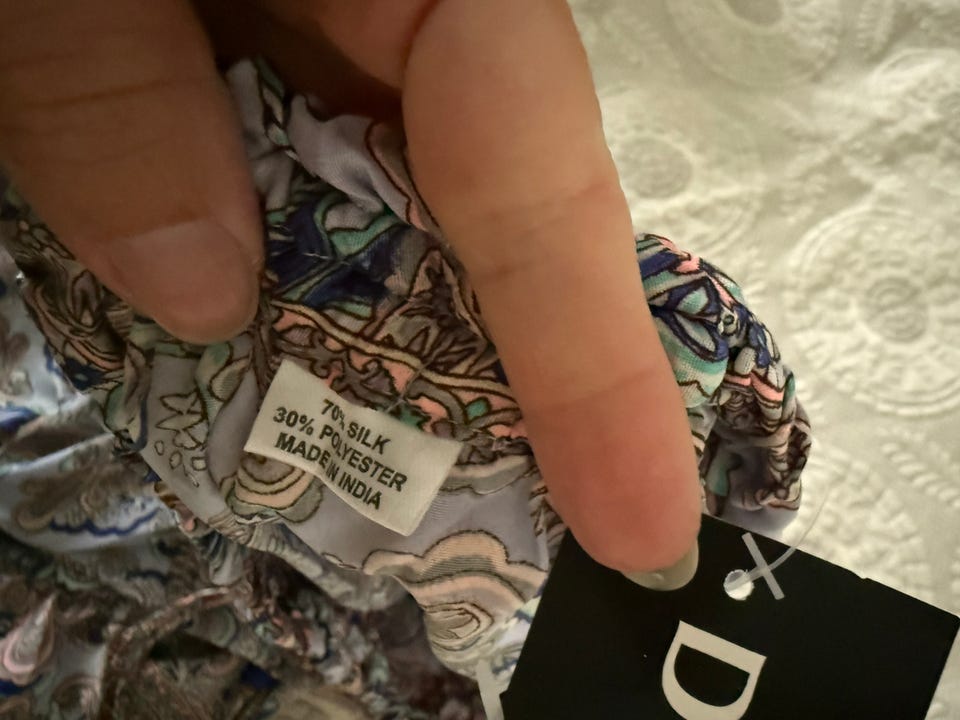 70% SILK
30% POLYESTER
MADE IN INDIA
D